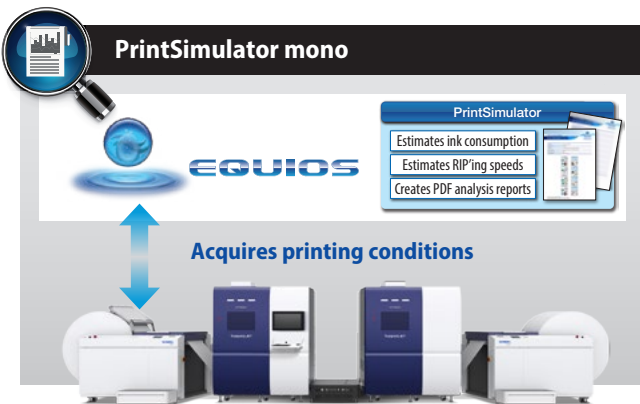 PrintSimulator mono
EQUIOS
PrintSimulator
Estimates ink consumption
Estimates RIP'ing speeds
Creates PDF analysis reports
Acquires printing conditions